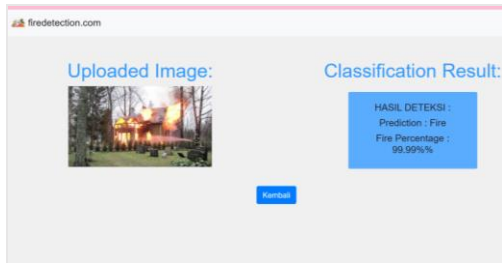 firedetection.com
Uploaded Image:
Classification Result:
HASIL DETEKSI :
Prediction : Fire
Fire Percentage :
99.99%%
Kembali